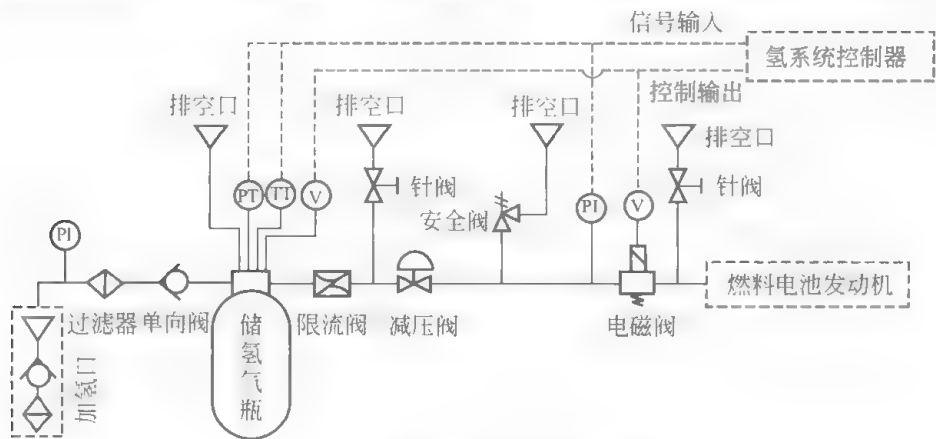 信号输入
氢系统控制器
控制输出
排空口
排空口
排空口
排空口
PT
TT
V
针阀
安全阀
PI
V
针阀
PI
过滤器
单向阀
储氢气瓶
限流阀
减压阀
电磁阀
燃料电池发动机
加氢口